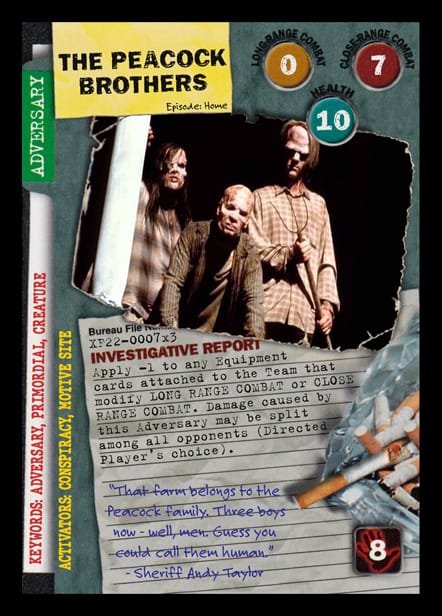 THE PEACOCK
BROTHERS
Episode: Home
LONG-RANGE COMBAT
0
CLOSE-RANGE COMBAT
7
HEALTH
10
ADVERSARY
KEYWORDS: ADVERSARY, PRIMORDIAL, CREATURE
ACTIVATORS: CONSPIRACY, MOTIVE SITE
Bureau File
XF22-0007x3
INVESTIGATIVE REPORT
Apply -1 to any Equipment
cards attached to the Team that
modify LONG RANGE COMBAT or CLOSE
RANGE COMBAT. Damage caused by
this Adversary may be split
among all opponents (Directed
Player's choice).
"That farm belongs to the
Peacock family. Three boys
now - well, men. Guess you
could call them human."
- Sheriff Andy Taylor
8